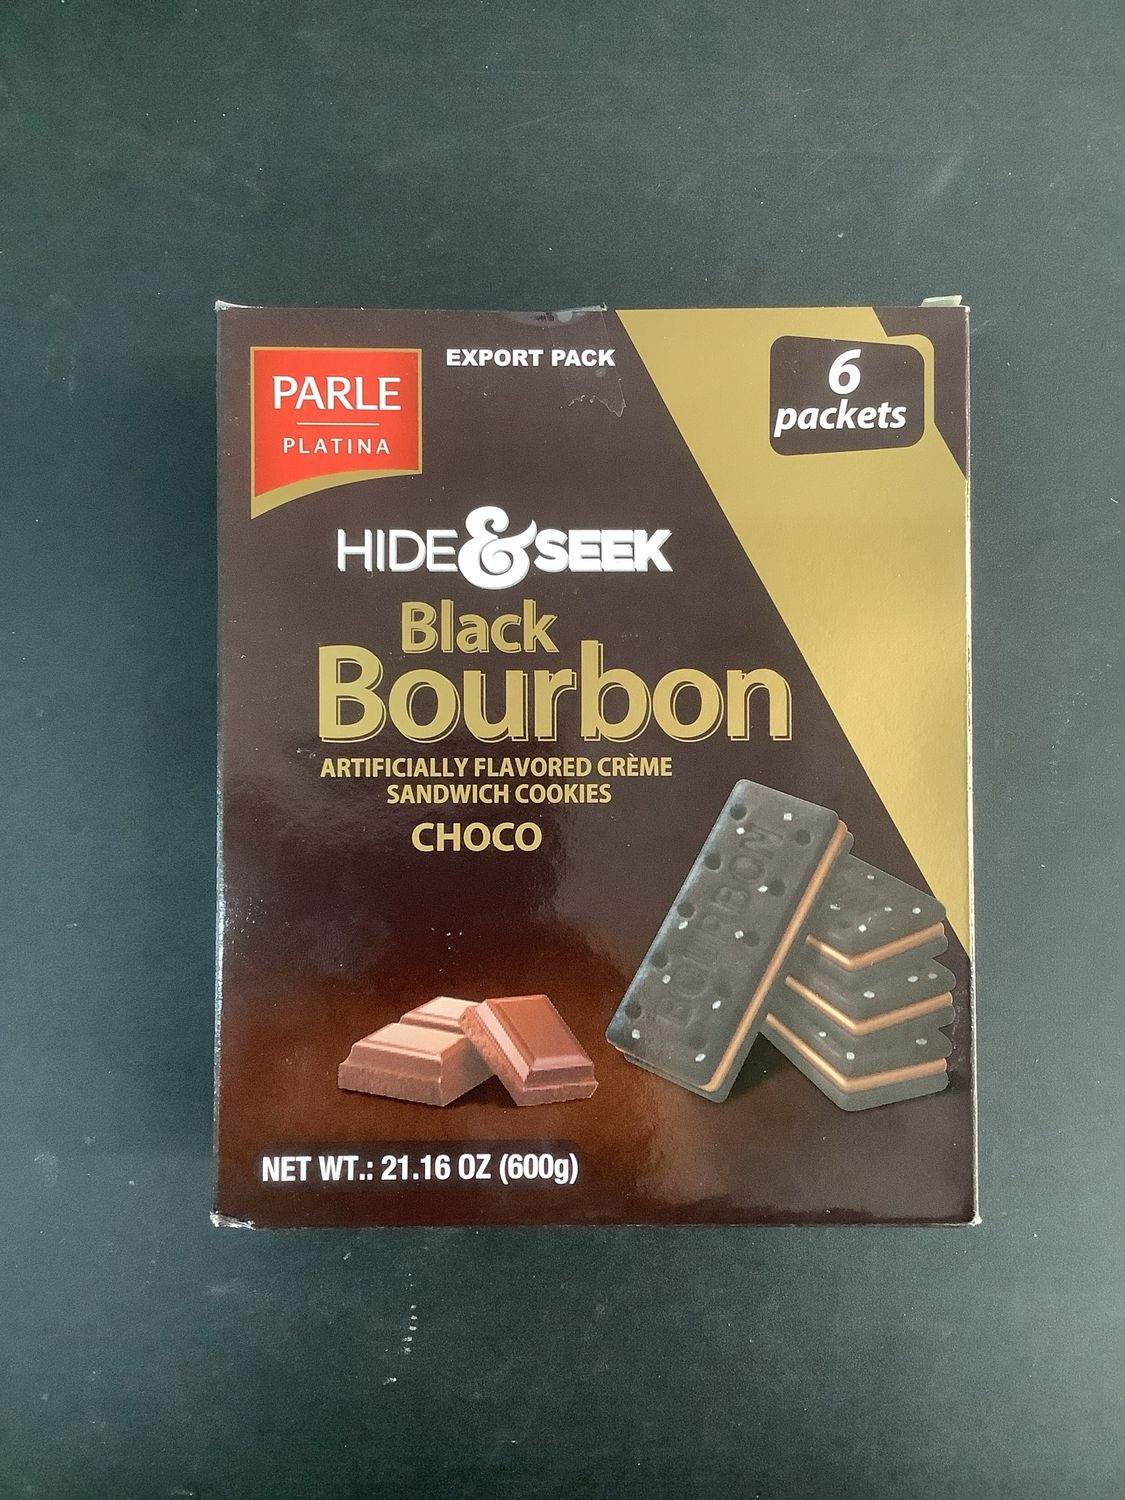 EXPORT PACK
PARLE
PLATINA
6
packets
HIDE&SEEK
Black
Bourbon
ARTIFICIALLY FLAVORED CRÈME
SANDWICH COOKIES
CHOCO
BOURBON
NET WT.: 21.16 OZ (600g)